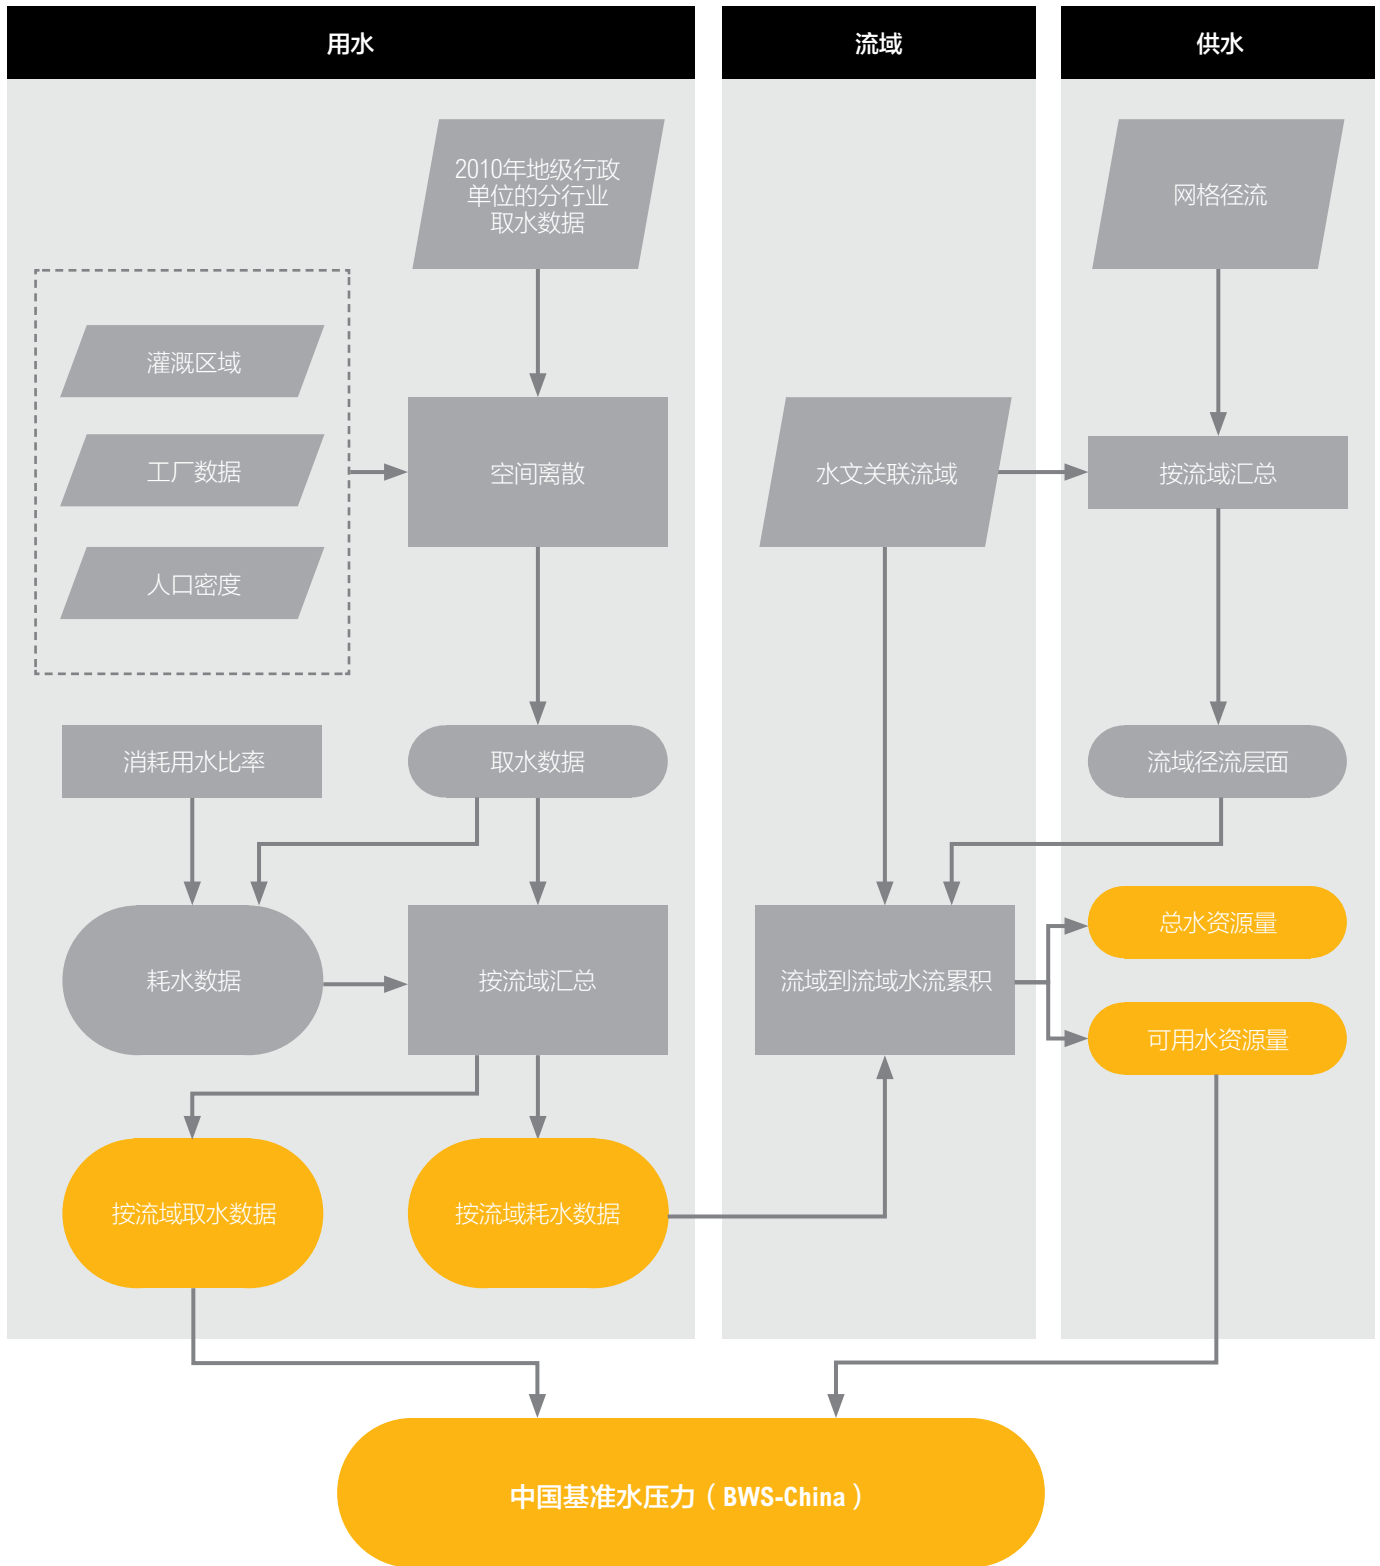 用水
流域
供水
2010年地级行政
单位的分行业
取水数据
网格径流
灌溉区域
工厂数据
人口密度
空间离散
水文关联流域
按流域汇总
消耗用水比率
取水数据
流域径流层面
耗水数据
按流域汇总
流域到流域水流累积
总水资源量
可用水资源量
按流域取水数据
按流域耗水数据
中国基准水压力（BWS-China）